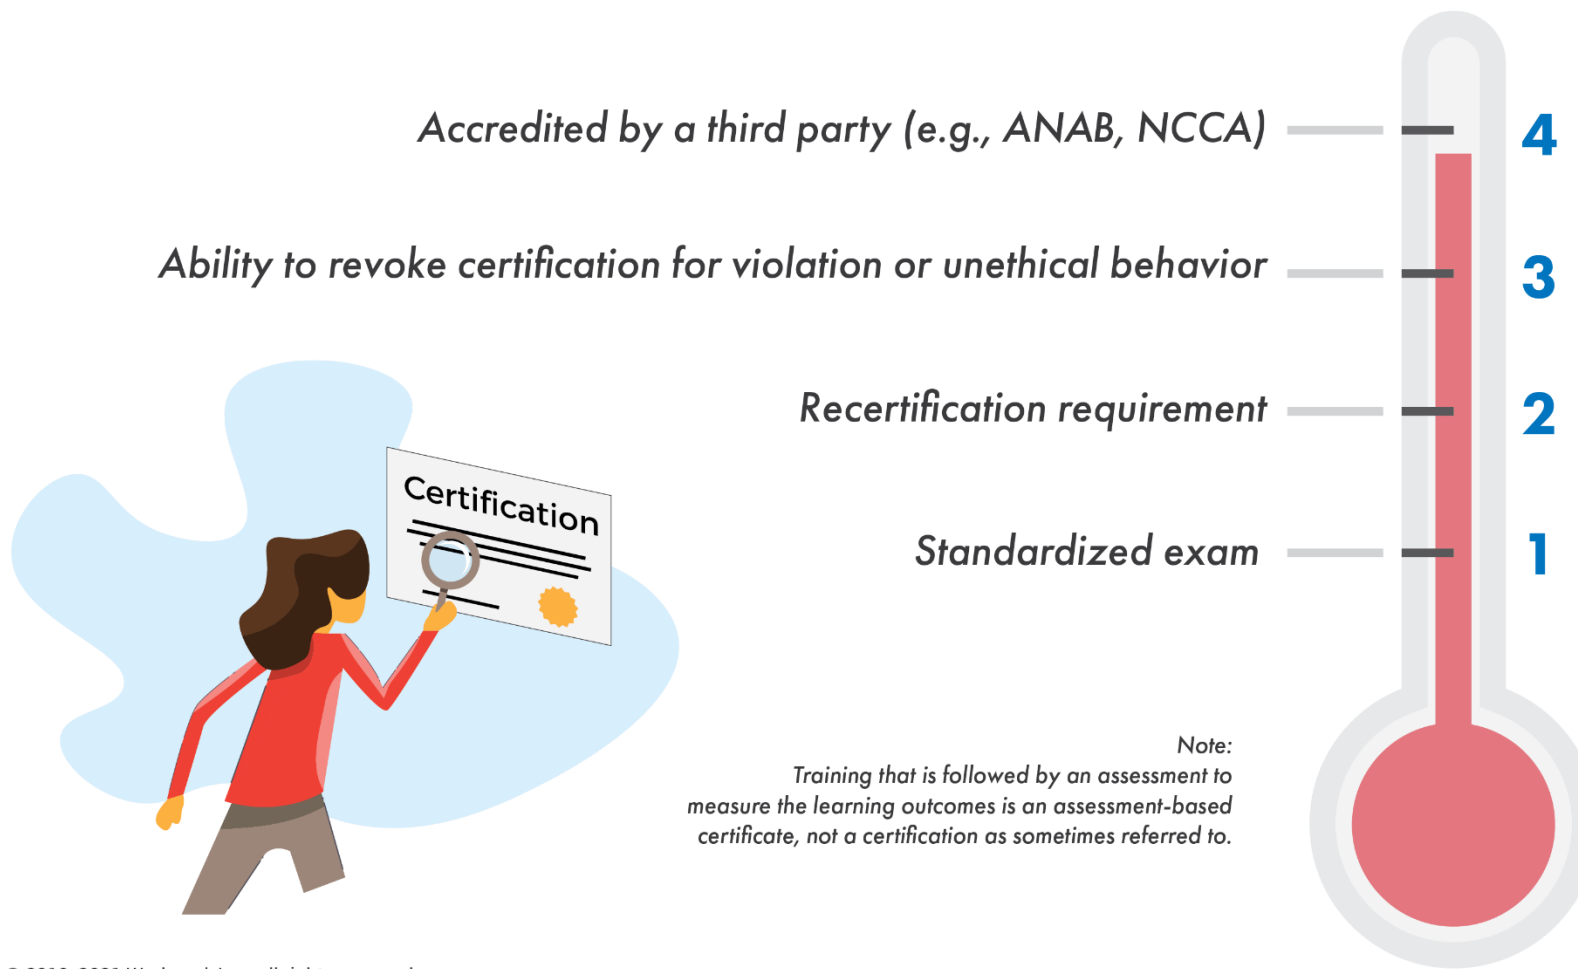 Accredited by a third party (e.g., ANAB, NCCA)
4
Ability to revoke certification for violation or unethical behavior
3
Recertification requirement
2
Certification
Standardized exam
1
Note:
Training that is followed by an assessment to
measure the learning outcomes is an assessment-based
certificate, not a certification as sometimes referred to.